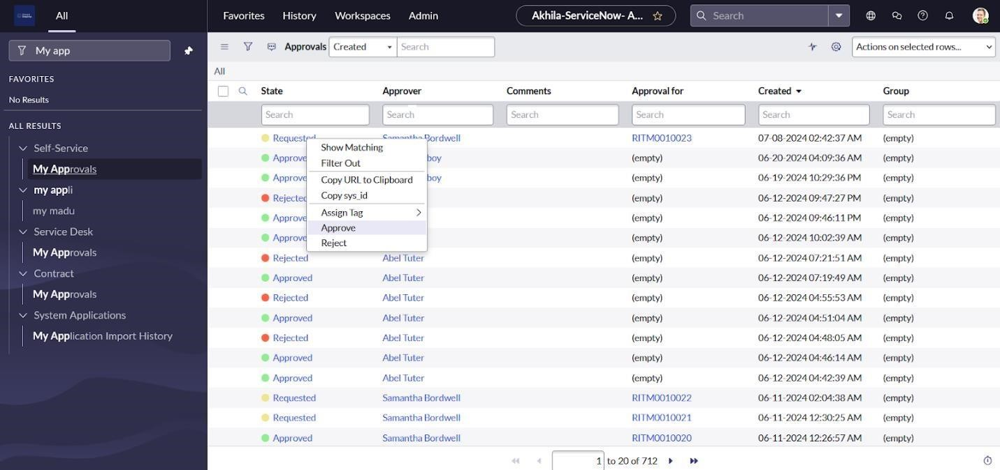 All
Favorites History Workspaces Admin
Akhila-ServiceNow- A...
Search
My app
FAVORITES
No Results
ALL RESULTS
Self-Service
My Approvals
my appli
my madu
Service Desk
My Approvals
Contract
My Approvals
System Applications
My Application Import History
Approvals Created Search
Actions on selected rows...
All
State Approver Comments Approval for Created Group
Search Search Search Search Search Search
Requested Samantha Bordwell RITM0010023 07-08-2024 02:42:37 AM (empty)
Approve boy (empty) 06-20-2024 04:09:36 AM (empty)
Approve boy (empty) 06-19-2024 10:29:36 PM (empty)
Rejected (empty) 06-12-2024 09:47:27 PM (empty)
Approve (empty) 06-12-2024 09:46:11 PM (empty)
Approve (empty) 06-12-2024 10:02:39 AM (empty)
Rejected Abel Tuter (empty) 06-12-2024 07:21:51 AM (empty)
Approved Abel Tuter (empty) 06-12-2024 07:19:49 AM (empty)
Rejected Abel Tuter (empty) 06-12-2024 04:55:53 AM (empty)
Approved Abel Tuter (empty) 06-12-2024 04:51:04 AM (empty)
Rejected Abel Tuter (empty) 06-12-2024 04:48:05 AM (empty)
Approved Abel Tuter (empty) 06-12-2024 04:46:14 AM (empty)
Approved Abel Tuter (empty) 06-12-2024 04:42:39 AM (empty)
Requested Samantha Bordwell RITM0010022 06-11-2024 02:04:38 AM (empty)
Requested Samantha Bordwell RITM0010021 06-11-2024 12:30:25 AM (empty)
Approved Samantha Bordwell RITM0010020 06-11-2024 12:26:57 AM (empty)
Show Matching
Filter Out
Copy URL to Clipboard
Copy sys_id
Assign Tag
Approve
Reject
1 to 20 of 712